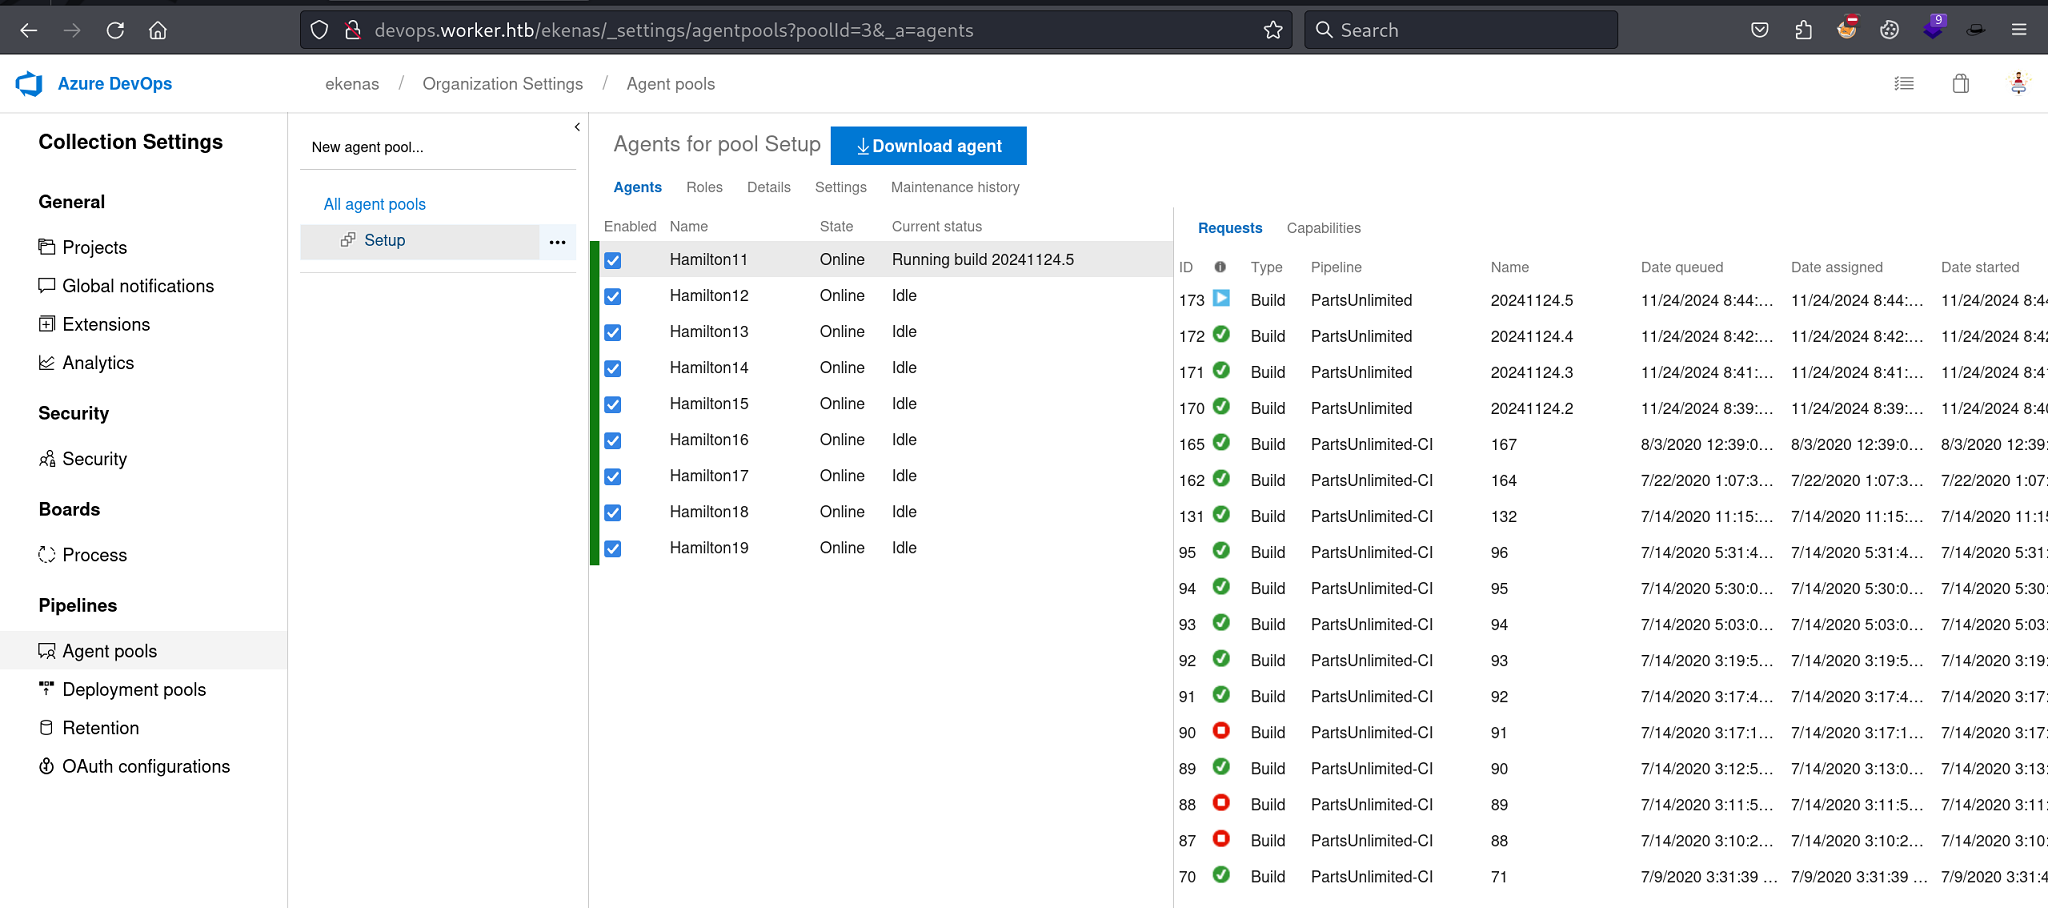 devops.worker.htb/ekenas/_settings/agentpools?poolId=3&_a=agents
Search
9
Azure DevOps
ekenas / Organization Settings / Agent pools
Collection Settings
General
Projects
Global notifications
Extensions
Analytics
Security
Security
Boards
Process
Pipelines
Agent pools
Deployment pools
Retention
OAuth configurations
New agent pool...
All agent pools
Setup
Agents for pool Setup
Download agent
Agents Roles Details Settings Maintenance history
Enabled Name State Current status
Hamilton11 Online Running build 20241124.5
Hamilton12 Online Idle
Hamilton13 Online Idle
Hamilton14 Online Idle
Hamilton15 Online Idle
Hamilton16 Online Idle
Hamilton17 Online Idle
Hamilton18 Online Idle
Hamilton19 Online Idle
Requests Capabilities
ID Type Pipeline Name Date queued Date assigned Date started
173 Build PartsUnlimited 20241124.5 11/24/2024 8:44:... 11/24/2024 8:44:... 11/24/2024 8:44
172 Build PartsUnlimited 20241124.4 11/24/2024 8:42:... 11/24/2024 8:42:... 11/24/2024 8:42
171 Build PartsUnlimited 20241124.3 11/24/2024 8:41:... 11/24/2024 8:41:... 11/24/2024 8:41
170 Build PartsUnlimited 20241124.2 11/24/2024 8:39:... 11/24/2024 8:39:... 11/24/2024 8:40
165 Build PartsUnlimited-CI 167 8/3/2020 12:39:0... 8/3/2020 12:39:0... 8/3/2020 12:39:
162 Build PartsUnlimited-CI 164 7/22/2020 1:07:3... 7/22/2020 1:07:3... 7/22/2020 1:07:
131 Build PartsUnlimited-CI 132 7/14/2020 11:15:... 7/14/2020 11:15:... 7/14/2020 11:15
95 Build PartsUnlimited-CI 96 7/14/2020 5:31:4... 7/14/2020 5:31:4... 7/14/2020 5:31:
94 Build PartsUnlimited-CI 95 7/14/2020 5:30:0... 7/14/2020 5:30:0... 7/14/2020 5:30:
93 Build PartsUnlimited-CI 94 7/14/2020 5:03:0... 7/14/2020 5:03:0... 7/14/2020 5:03:
92 Build PartsUnlimited-CI 93 7/14/2020 3:19:5... 7/14/2020 3:19:5... 7/14/2020 3:19:
91 Build PartsUnlimited-CI 92 7/14/2020 3:17:4... 7/14/2020 3:17:4... 7/14/2020 3:17:
90 Build PartsUnlimited-CI 91 7/14/2020 3:17:1... 7/14/2020 3:17:1... 7/14/2020 3:17:
89 Build PartsUnlimited-CI 90 7/14/2020 3:12:5... 7/14/2020 3:13:0... 7/14/2020 3:13:
88 Build PartsUnlimited-CI 89 7/14/2020 3:11:5... 7/14/2020 3:11:5... 7/14/2020 3:11:
87 Build PartsUnlimited-CI 88 7/14/2020 3:10:2... 7/14/2020 3:10:2... 7/14/2020 3:10:
70 Build PartsUnlimited-CI 71 7/9/2020 3:31:39 ... 7/9/2020 3:31:39 ... 7/9/2020 3:31:4